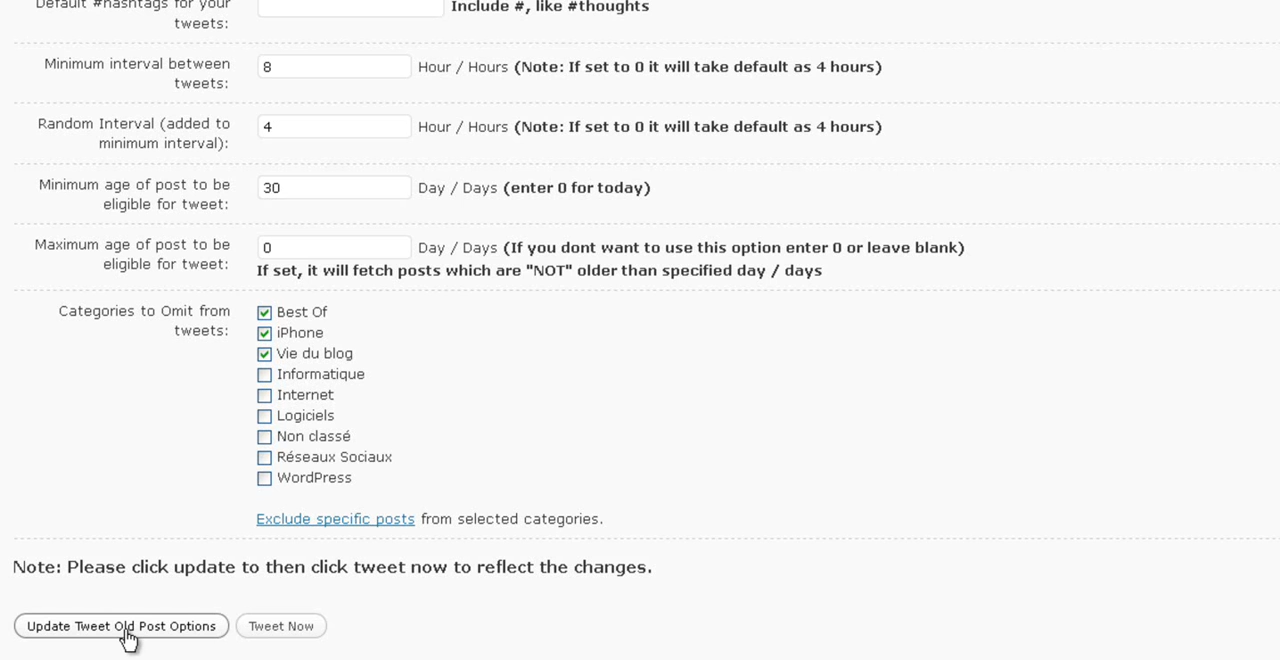 Default #hashtags for your
tweets:
Include #, like #thoughts
Minimum interval between
tweets:
8
Hour / Hours (Note: If set to 0 it will take default as 4 hours)
Random Interval (added to
minimum interval):
4
Hour / Hours (Note: If set to 0 it will take default as 4 hours)
Minimum age of post to be
eligible for tweet:
30
Day / Days (enter 0 for today)
Maximum age of post to be
eligible for tweet:
0
Day / Days (If you dont want to use this option enter 0 or leave blank)
If set, it will fetch posts which are "NOT" older than specified day / days
Categories to Omit from
tweets:
Best Of
iPhone
Vie du blog
Informatique
Internet
Logiciels
Non classé
Réseaux Sociaux
WordPress
Exclude specific posts from selected categories.
Note: Please click update to then click tweet now to reflect the changes.
Update Tweet Old Post Options
Tweet Now